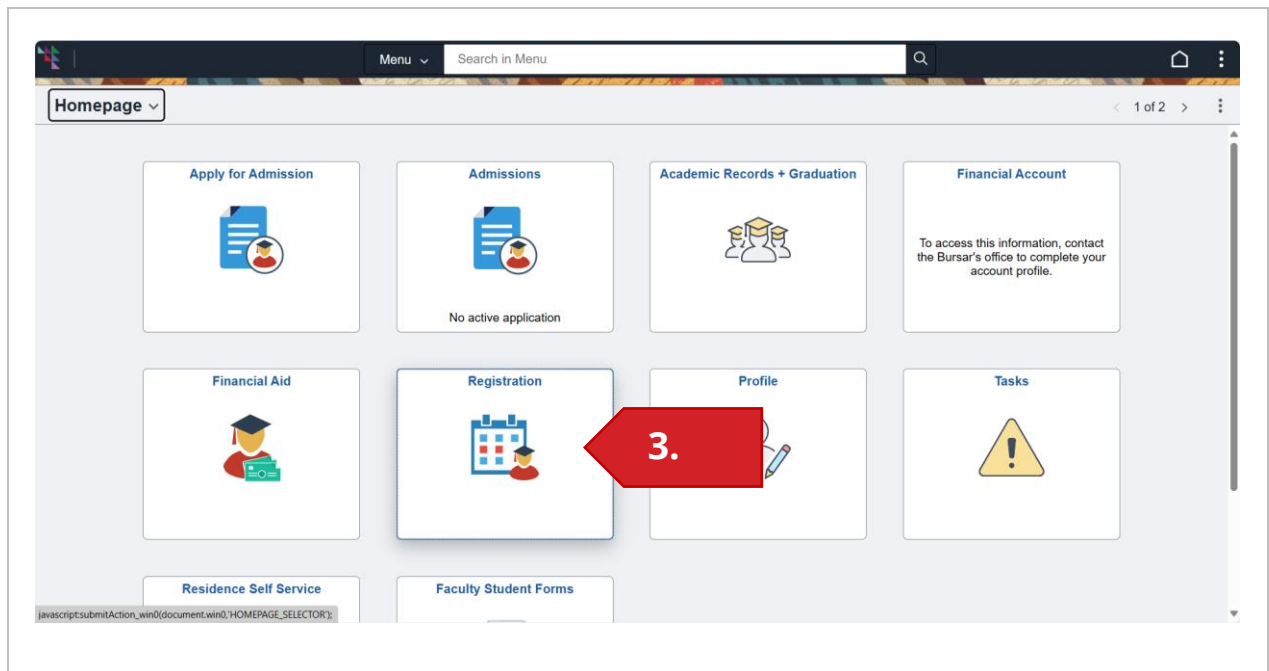 Menu
Search in Menu
Homepage
1 of 2
Apply for Admission
Admissions
Academic Records + Graduation
Financial Account
To access this information, contact
the Bursar's office to complete your
account profile.
No active application
Financial Aid
Registration
Profile
Tasks
3.
Residence Self Service
Faculty Student Forms
javascript:submitAction_win0(document.win0,'HOMEPAGE_SELECTOR');